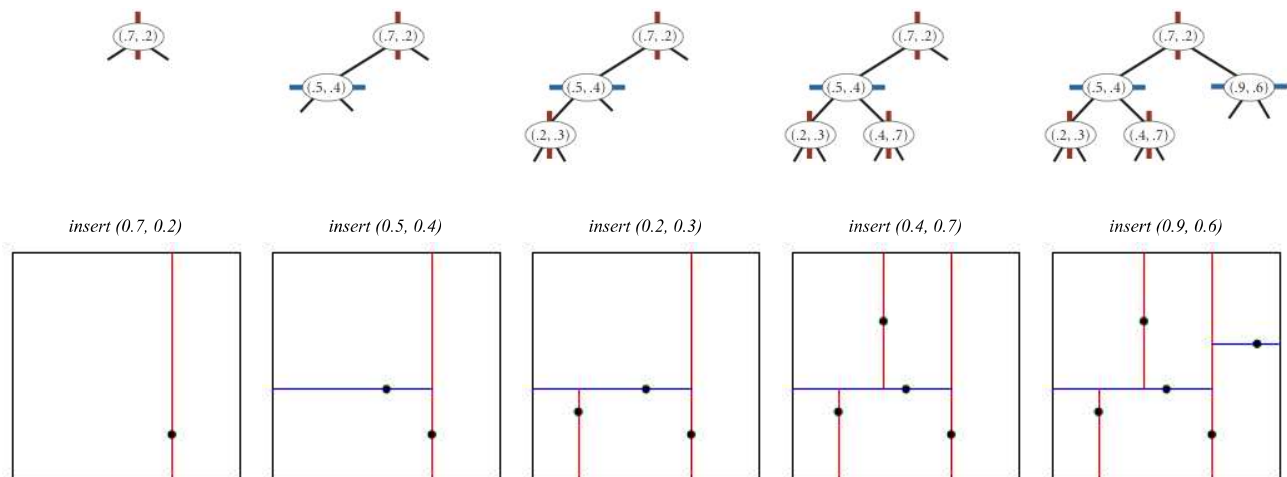 (.7, .2)
(.7, .2)
(.5, .4)
(.7, .2)
(.5, .4)
(.2, .3)
(.7, .2)
(.5, .4)
(.2, .3) (.4, .7)
(.7, .2)
(.5, .4) (.9, .6)
(.2, .3) (.4, .7)
insert (0.7, 0.2)
insert (0.5, 0.4)
insert (0.2, 0.3)
insert (0.4, 0.7)
insert (0.9, 0.6)